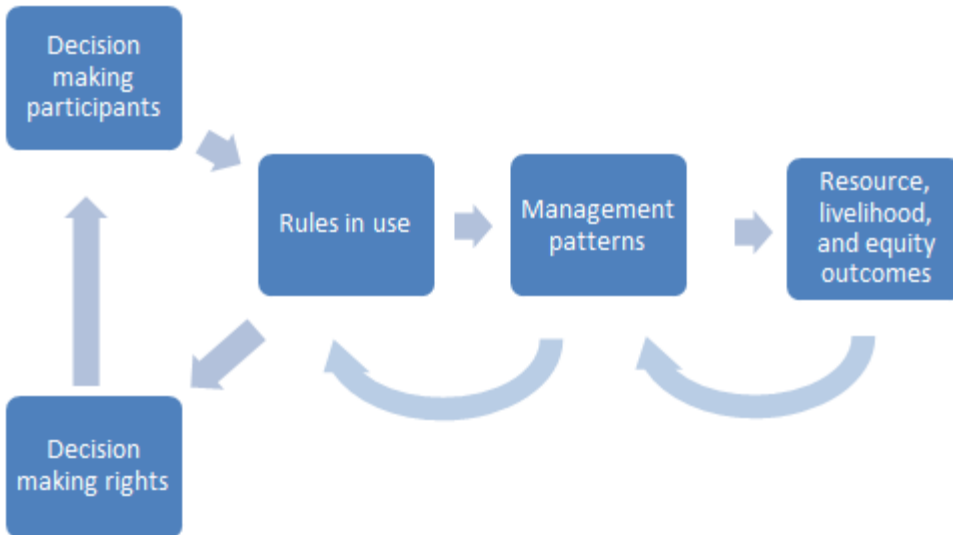 Decision
making
participants
Rules in use
Management
patterns
Resource,
livelihood,
and equity
outcomes
Decision
making rights